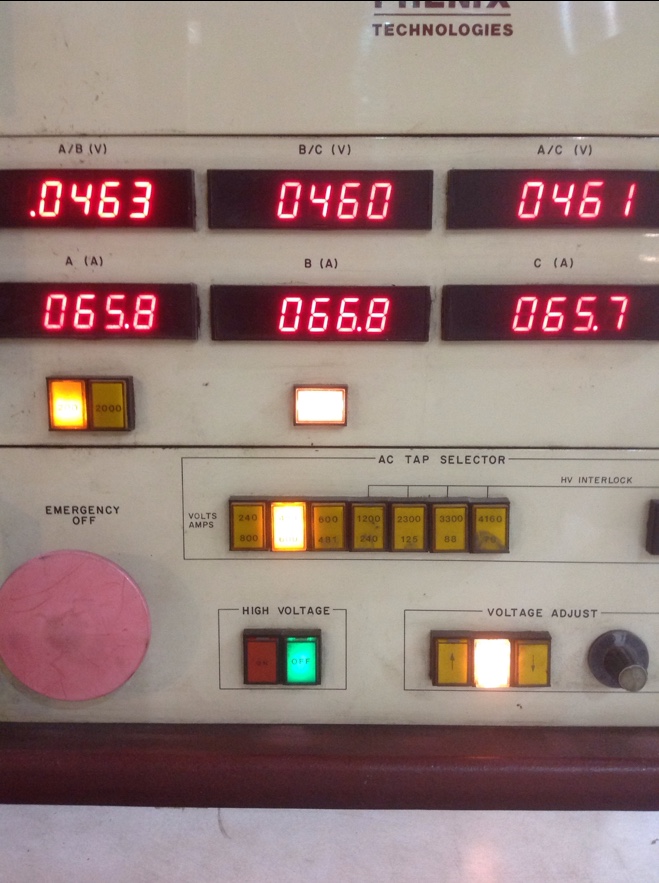 PHENIX
TECHNOLOGIES
A/B (V) B/C (V) A/C (V)
.0463 0460 0461
A (A) B (A) C (A)
065.8 066.8 065.7
2000
AC TAP SELECTOR
HV INTERLOCK
EMERGENCY
OFF
VOLTS 240 600 1200 2300 3300 4160
AMPS 800 481 240 125 88
HIGH VOLTAGE VOLTAGE ADJUST
OFF ↑ ↓